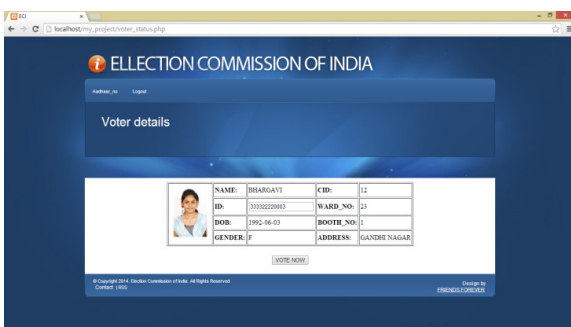 ECI
localhost/my_project/voter_status.php
ELLECTION COMMISSION OF INDIA
Logout
Voter details
NAME: BHARGAVI CID: 12
ID: 333322220003 WARD_NO: 23
DOB: 1992-06-03 BOOTH_NO: 1
GENDER: F ADDRESS: GANDHI NAGAR
VOTE NOW
© Copyright 2014. Election Commission of India. All Rights Reserved
Contact | RSS
Design by
FRIENDS FOREVER